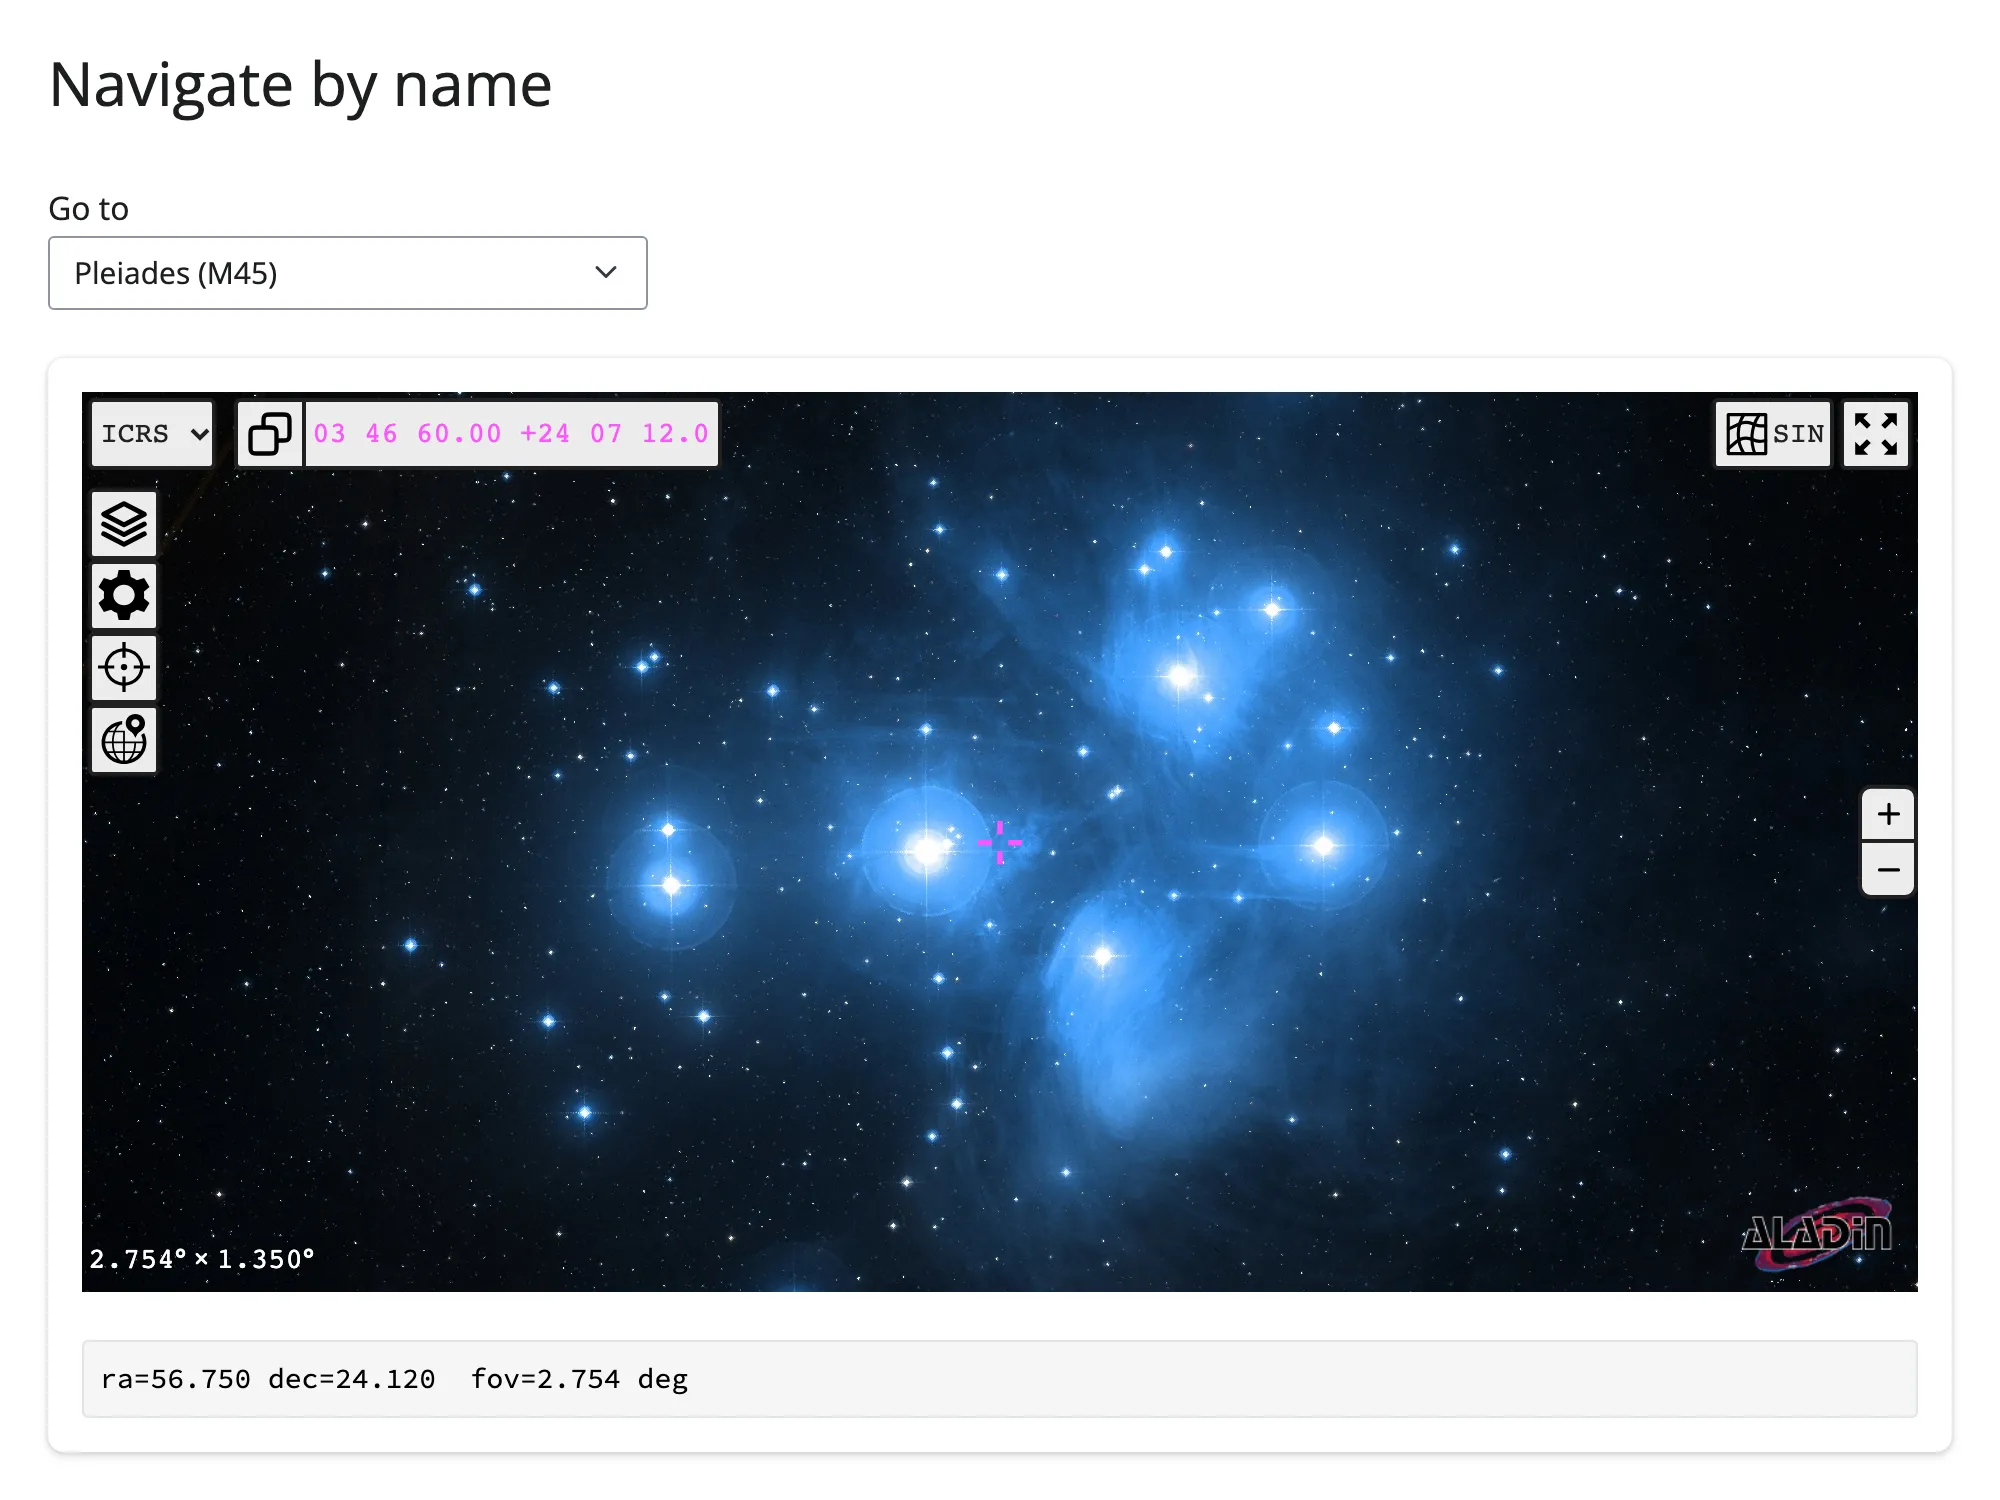 Navigate by name
Go to
Pleiades (M45)
ICRS
03 46 60.00 +24 07 12.0
SIN
+
−
2.754° × 1.350°
ALADiN
ra=56.750 dec=24.120  fov=2.754 deg